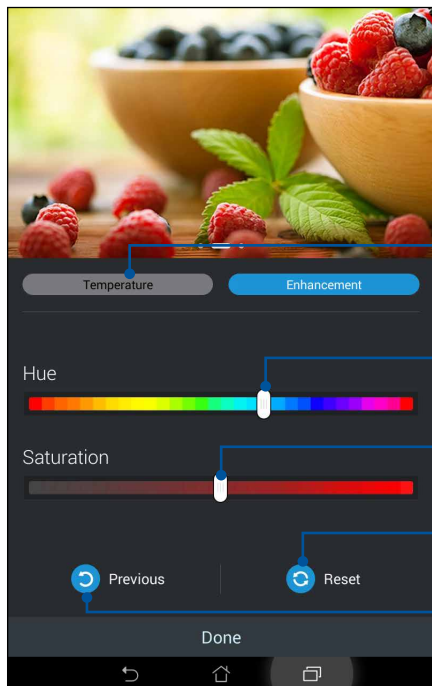 Temperature
Enhancement
Hue
Saturation
Previous
Reset
Done